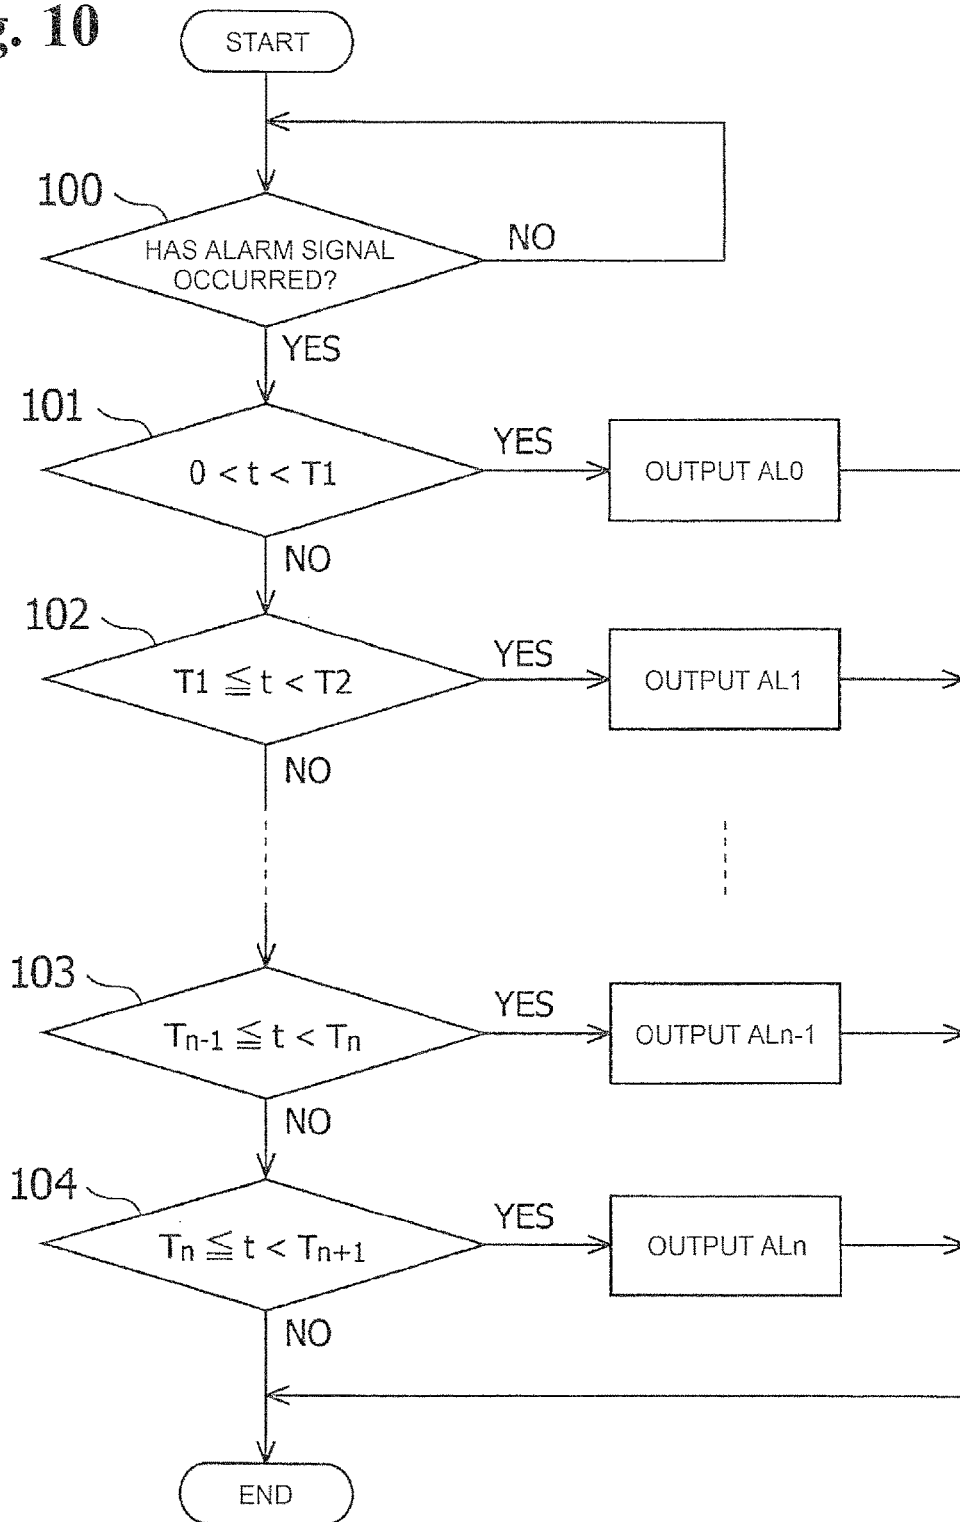 g. 10
START
100
HAS ALARM SIGNAL
OCCURRED?
NO
YES
101
0 < t < T1
YES
OUTPUT AL0
NO
102
T1 ≦ t < T2
YES
OUTPUT AL1
NO
103
Tn-1 ≦ t < Tn
YES
OUTPUT ALn-1
NO
104
Tn ≦ t < Tn+1
YES
OUTPUT ALn
NO
END